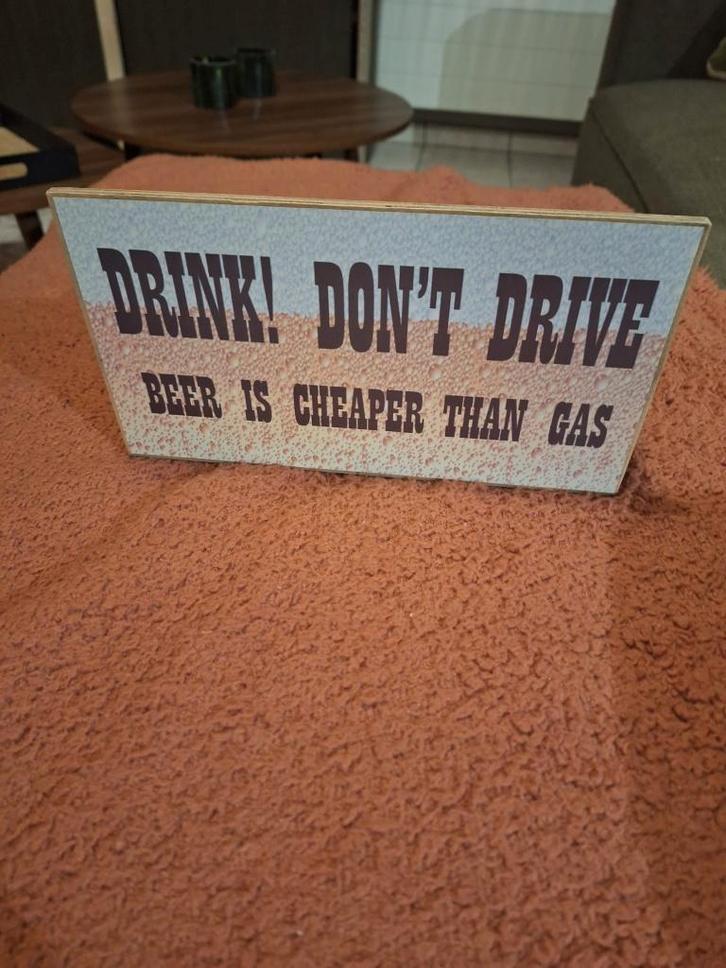 DRINK! DON'T DRIVE
BEER IS CHEAPER THAN GAS